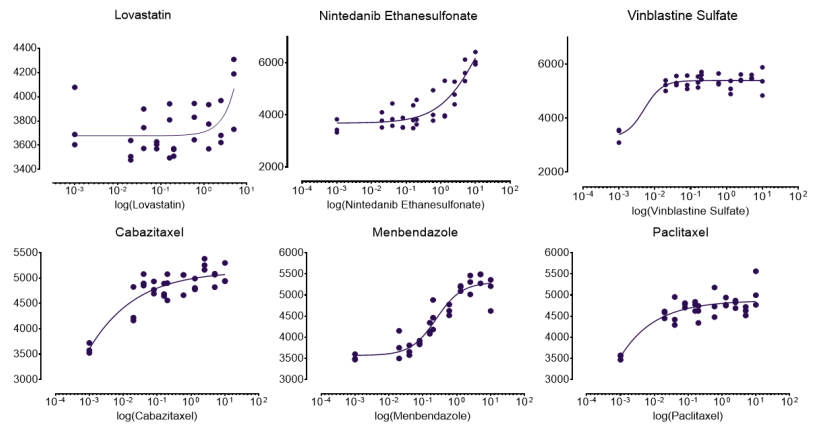 Lovastatin
4400
4200
4000
3800
3600
3400
10-3 10-2 10-1 100 101
log(Lovastatin)
Nintedanib Ethanesulfonate
6000
4000
2000
10-4 10-3 10-2 10-1 100 101 102
log(Nintedanib Ethanesulfonate)
Vinblastine Sulfate
6000
4000
2000
10-4 10-3 10-2 10-1 100 101 102
log(Vinblastine Sulfate)
Cabazitaxel
5500
5000
4500
4000
3500
3000
10-4 10-3 10-2 10-1 100 101 102
log(Cabazitaxel)
Menbendazole
6000
5500
5000
4500
4000
3500
3000
10-4 10-3 10-2 10-1 100 101 102
log(Menbendazole)
Paclitaxel
6000
5500
5000
4500
4000
3500
3000
10-4 10-3 10-2 10-1 100 101 102
log(Paclitaxel)